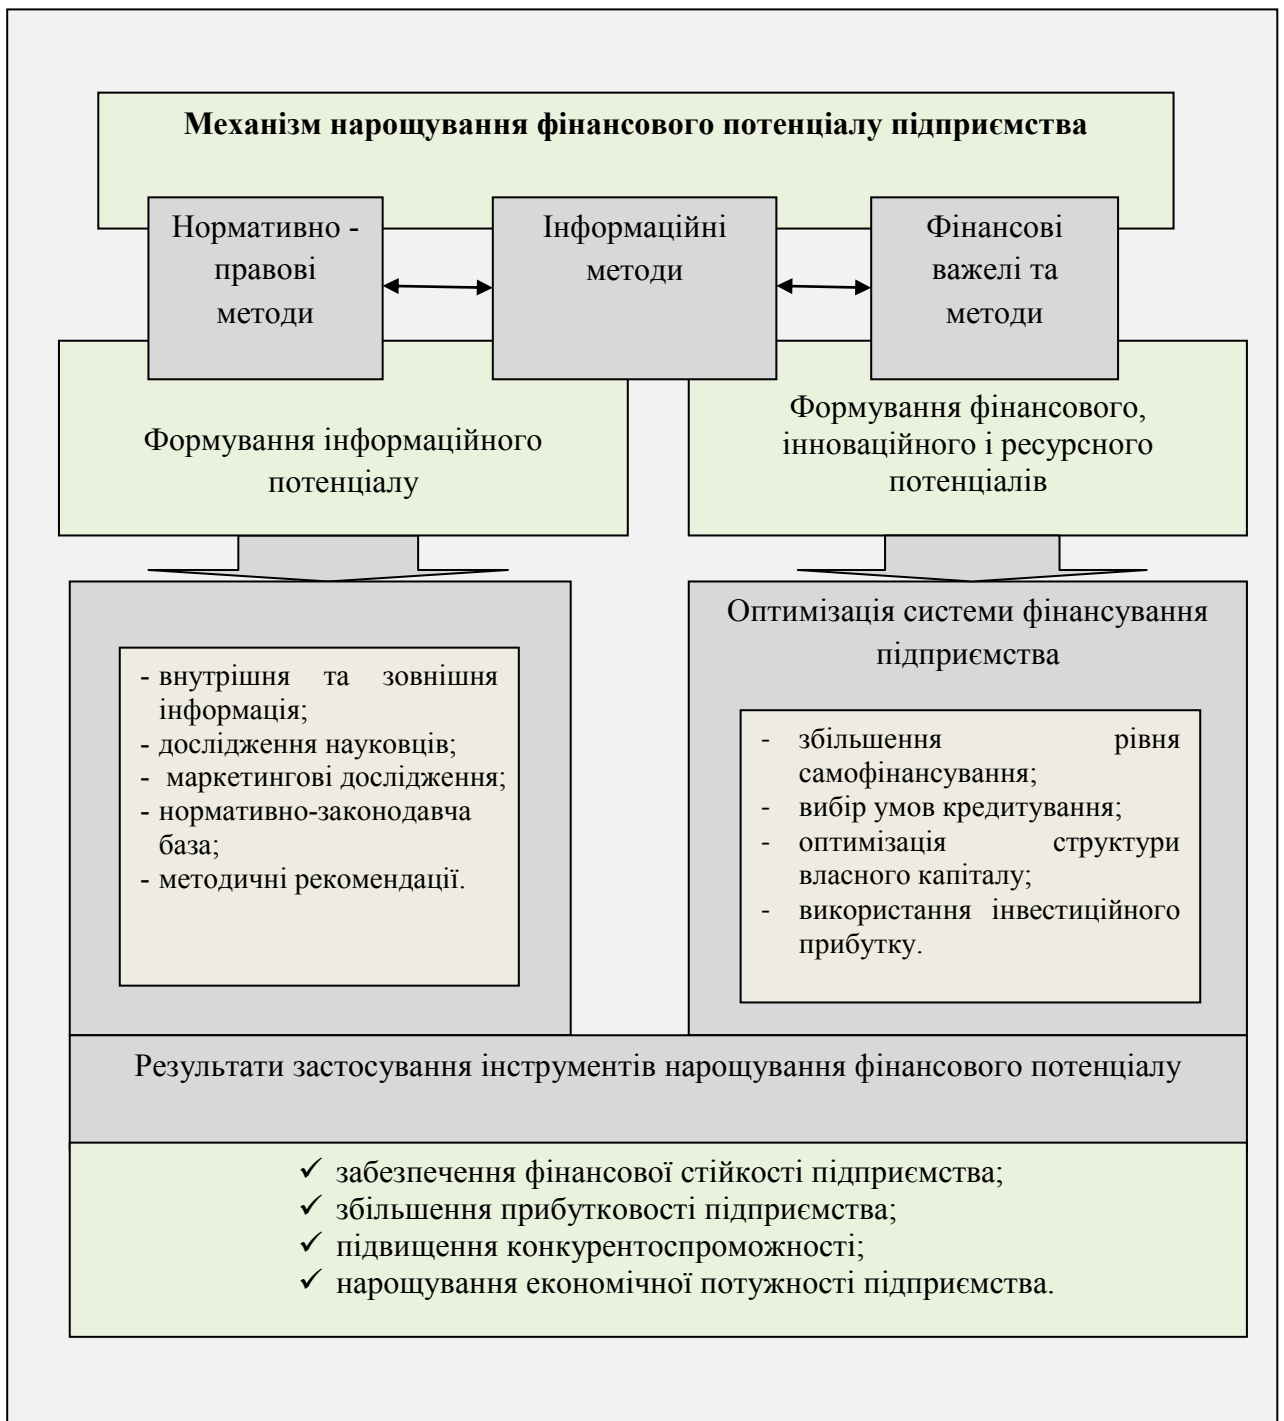 Механізм нарощування фінансового потенціалу підприємства
Нормативно -
правові
методи
Інформаційні
методи
Фінансові
важелі та
методи
Формування інформаційного
потенціалу
Формування фінансового,
інноваційного і ресурсного
потенціалів
- внутрішня та зовнішня
інформація;
- дослідження науковців;
- маркетингові дослідження;
- нормативно-законодавча
база;
- методичні рекомендації.
Оптимізація системи фінансування
підприємства
- збільшення рівня
самофінансування;
- вибір умов кредитування;
- оптимізація структури
власного капіталу;
- використання інвестиційного
прибутку.
Результати застосування інструментів нарощування фінансового потенціалу
✓ забезпечення фінансової стійкості підприємства;
✓ збільшення прибутковості підприємства;
✓ підвищення конкурентоспроможності;
✓ нарощування економічної потужності підприємства.